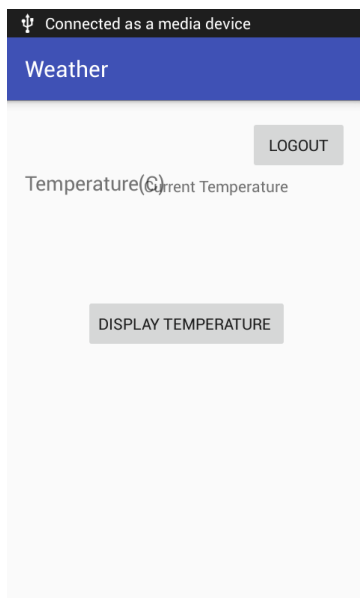 Connected as a media device
Weather
LOGOUT
Temperature(C) Current Temperature
DISPLAY TEMPERATURE